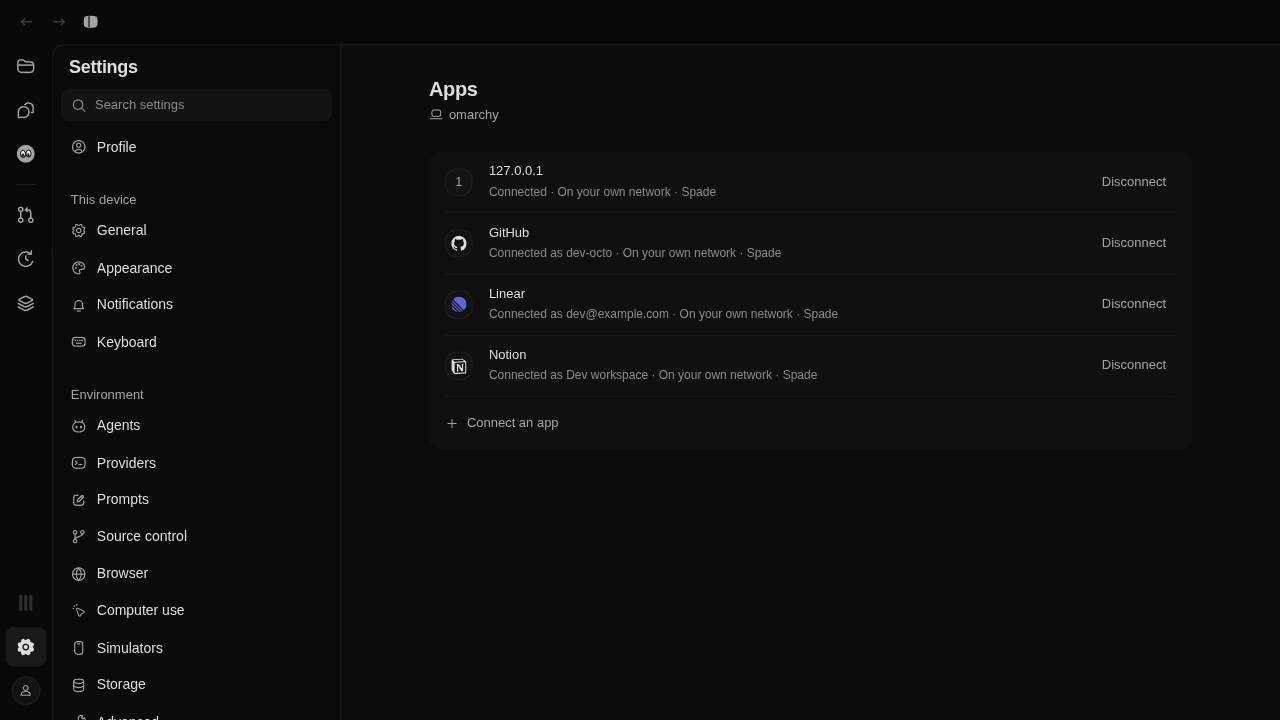 Settings
Search settings
Profile
This device
General
Appearance
Notifications
Keyboard
Environment
Agents
Providers
Prompts
Source control
Browser
Computer use
Simulators
Storage
Advanced
Apps
omarchy
1
127.0.0.1
Connected · On your own network · Spade
Disconnect
GitHub
Connected as dev-octo · On your own network · Spade
Disconnect
Linear
Connected as dev@example.com · On your own network · Spade
Disconnect
Notion
Connected as Dev workspace · On your own network · Spade
Disconnect
Connect an app